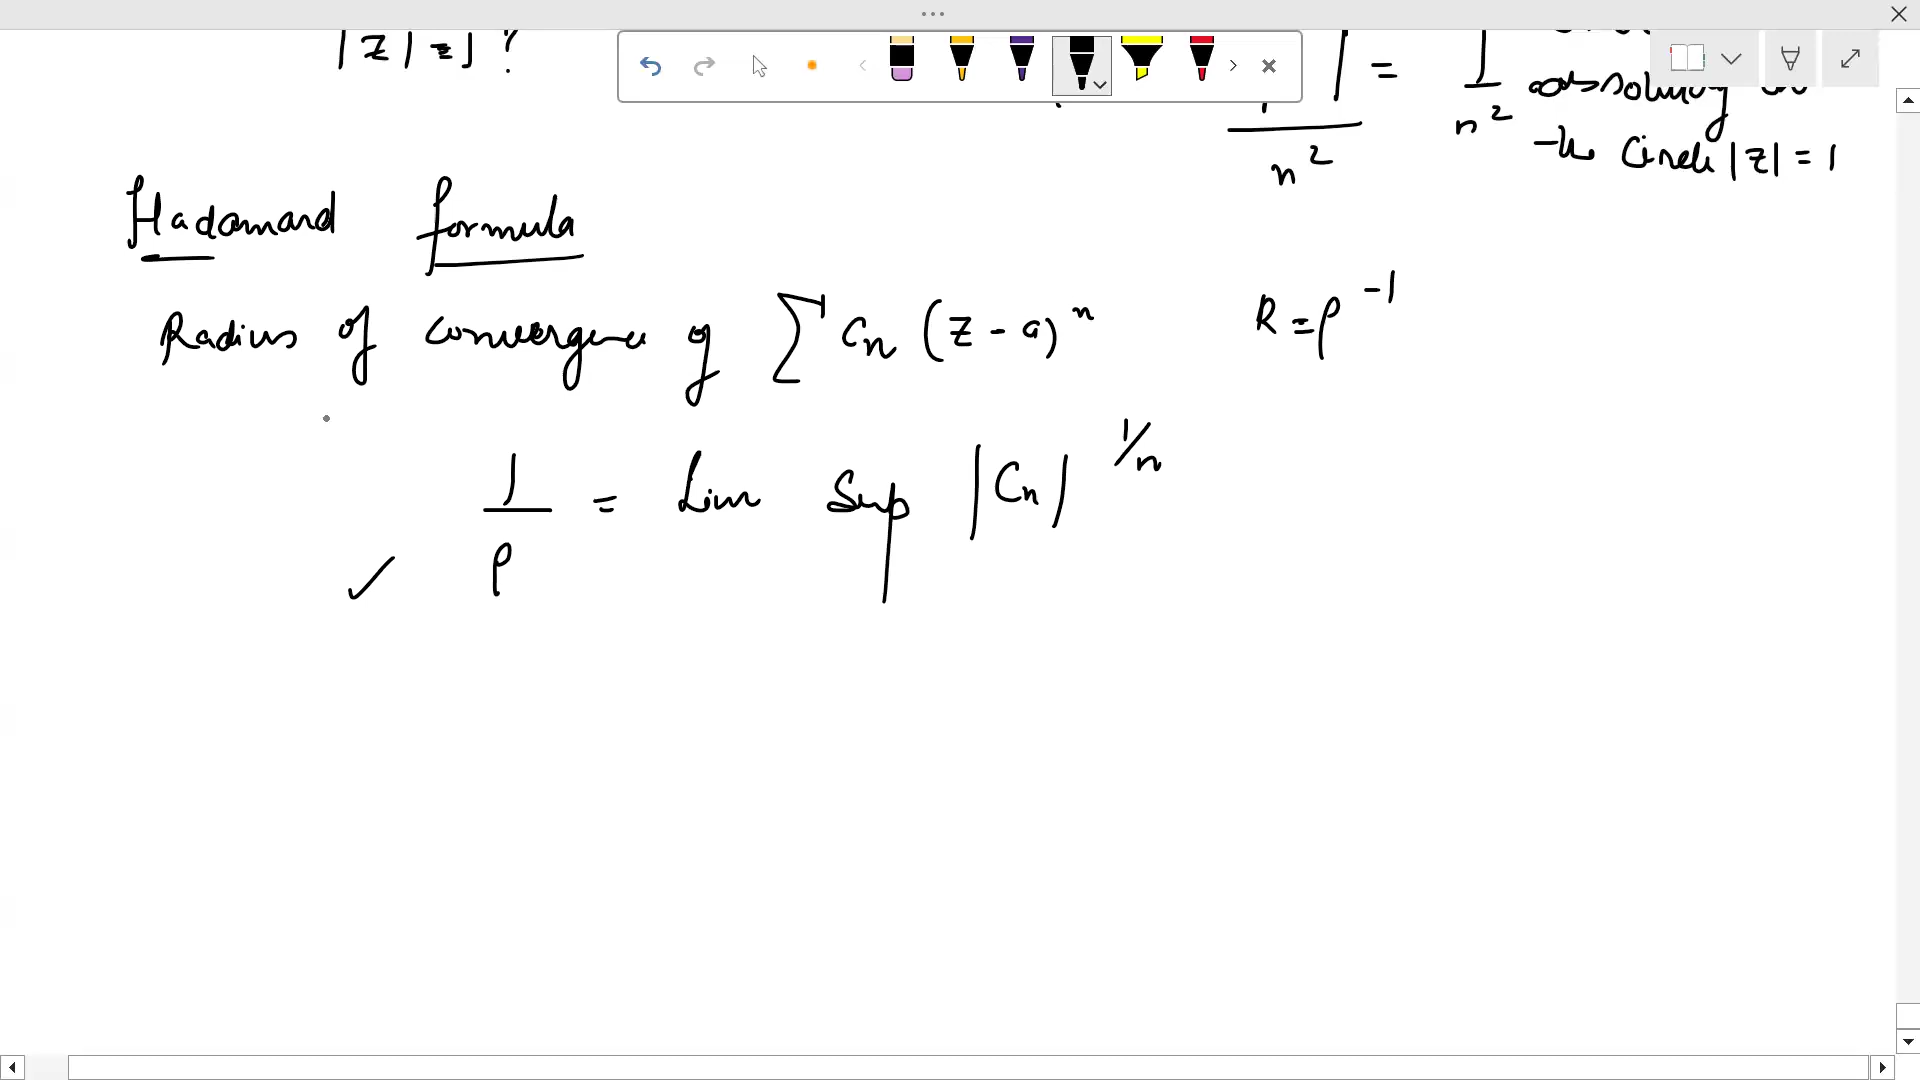 |z| = 1 ?
| = 1
n²
n² absolutely
the Circle |z| = 1
Hadamard formula
Radius of convergence of ∑ Cn (z - a)ⁿ R = ρ⁻¹
1/ρ = Lim Sup |Cn|^1/n